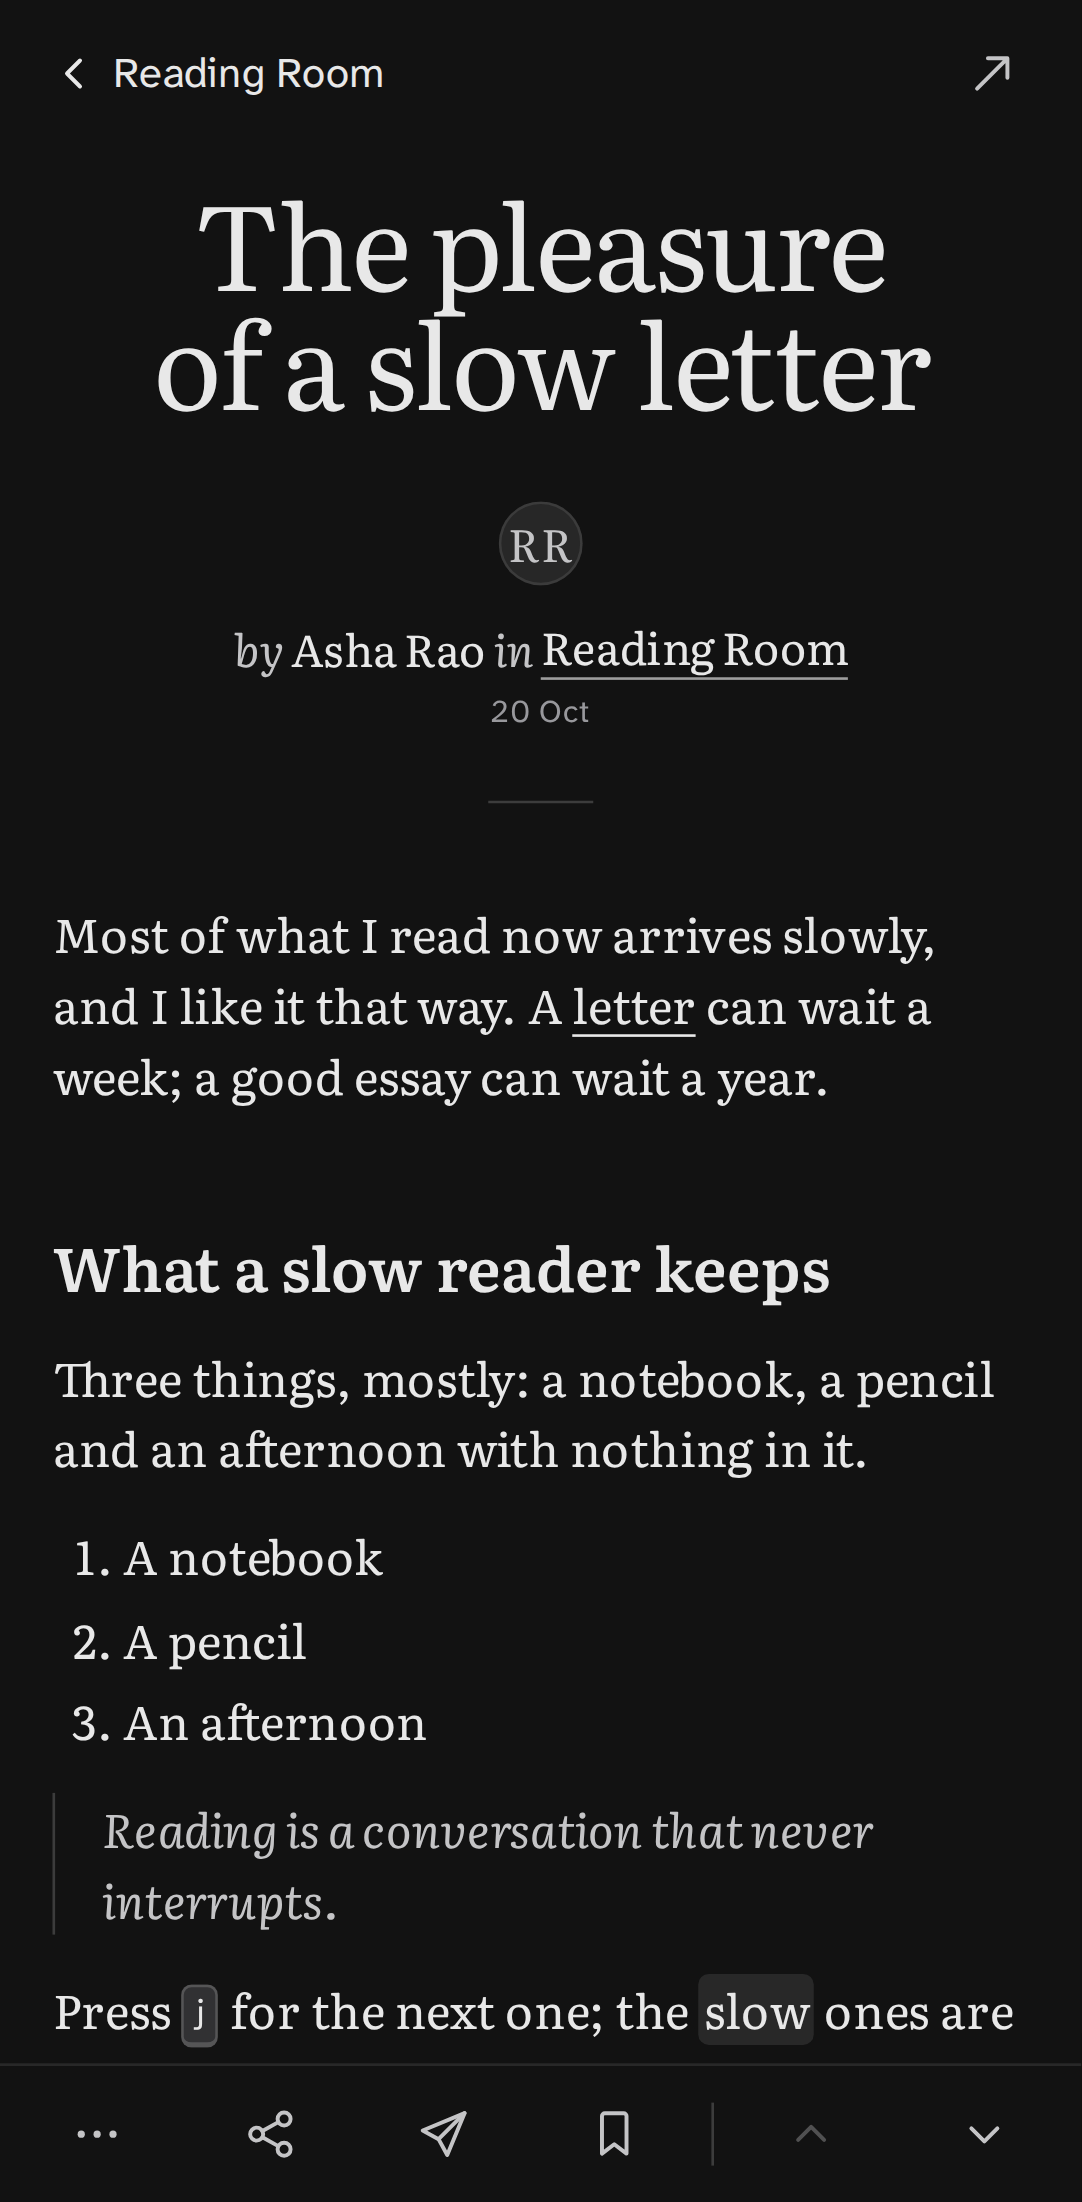 Reading Room
The pleasure
of a slow letter
RR
by Asha Rao in Reading Room
20 Oct
Most of what I read now arrives slowly,
and I like it that way. A letter can wait a
week; a good essay can wait a year.
What a slow reader keeps
Three things, mostly: a notebook, a pencil
and an afternoon with nothing in it.
1. A notebook
2. A pencil
3. An afternoon
Reading is a conversation that never
interrupts.
Press j for the next one; the slow ones are